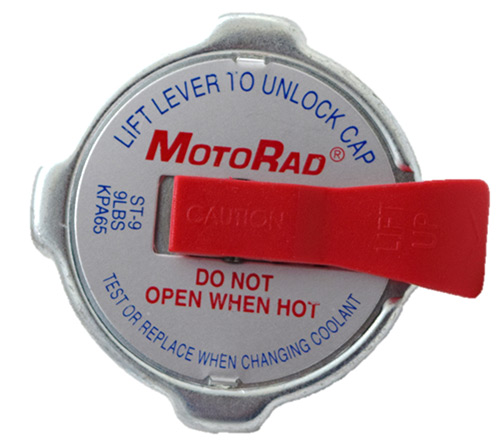 LIFT LEVER TO UNLOCK CAP
MOTORAD®
ST-9
9LBS
KPA65
CAUTION
LIFT
UP
DO NOT
OPEN WHEN HOT
TEST OR REPLACE WHEN CHANGING COOLANT